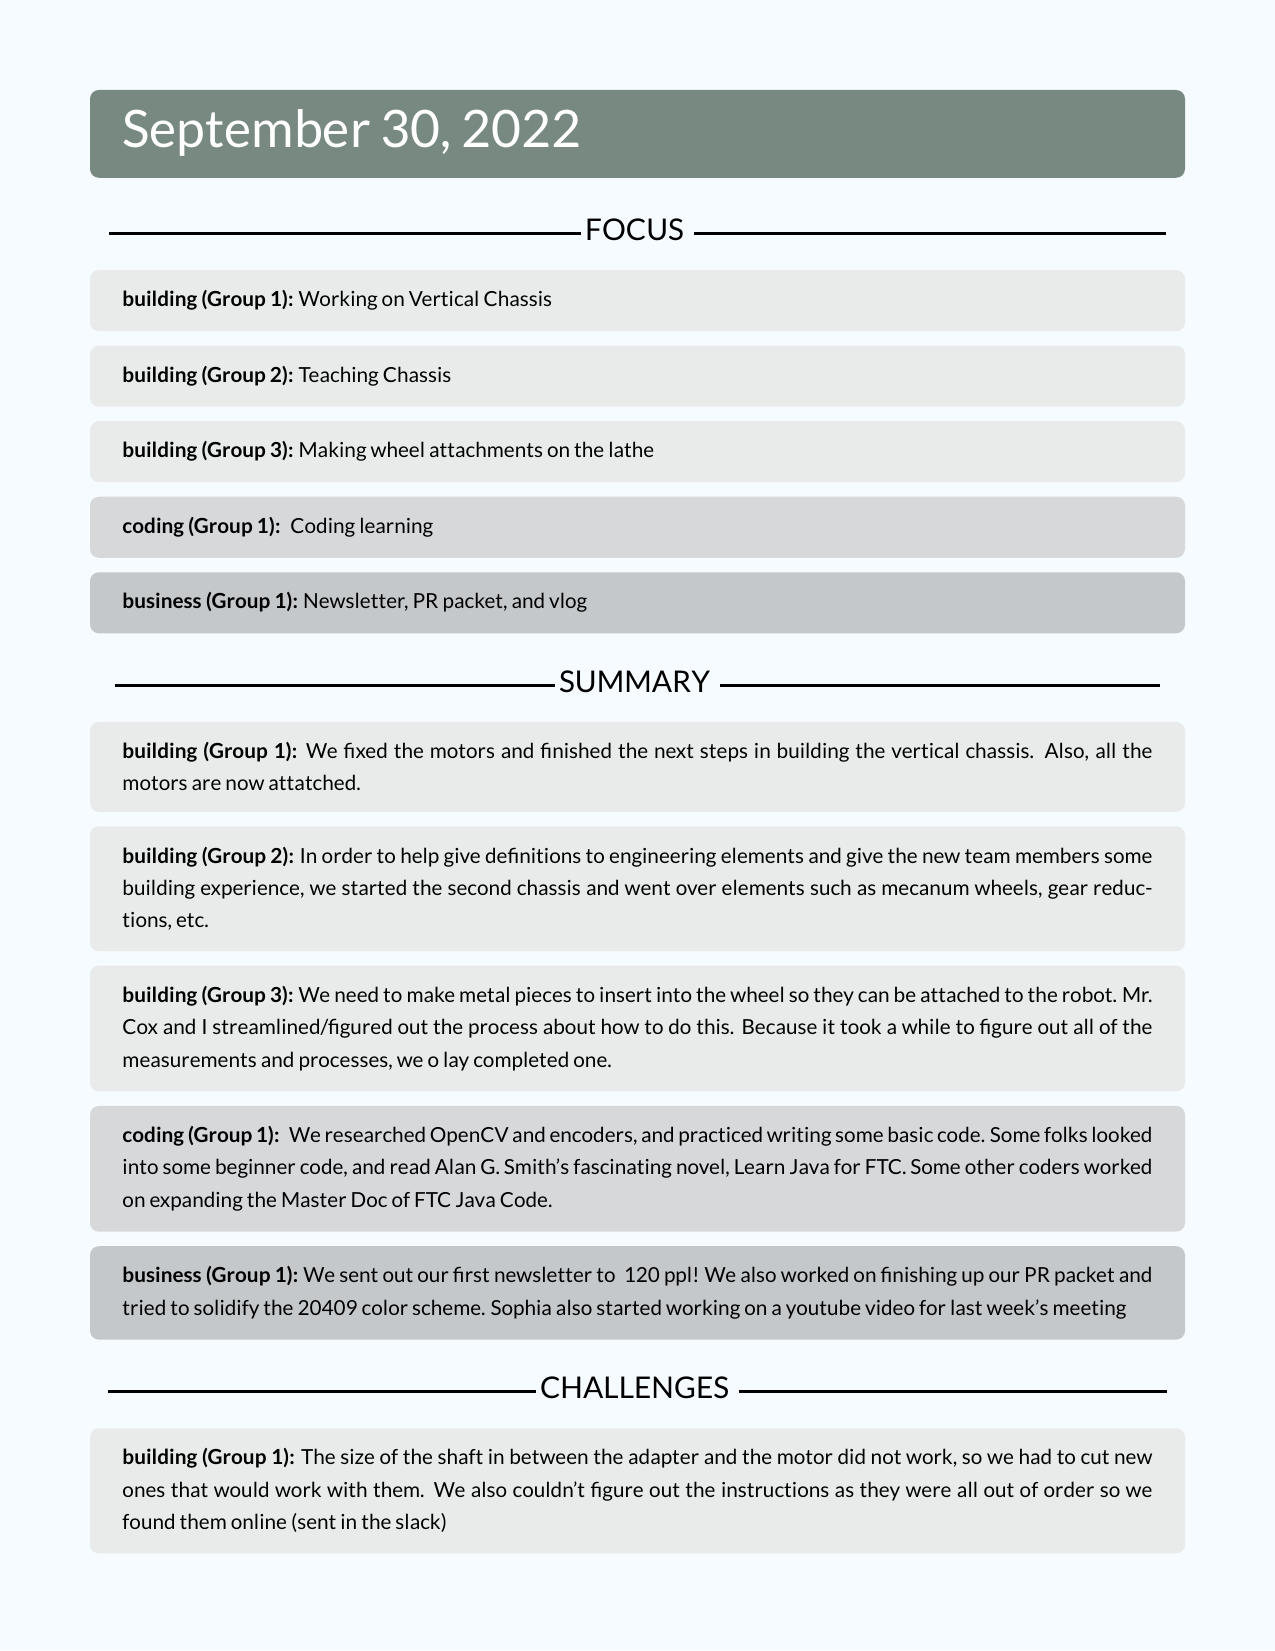 September 30, 2022
FOCUS
building (Group 1): Working on Vertical Chassis
building (Group 2): Teaching Chassis
building (Group 3): Making wheel attachments on the lathe
coding (Group 1): Coding learning
business (Group 1): Newsletter, PR packet, and vlog
SUMMARY
building (Group 1): We fixed the motors and finished the next steps in building the vertical chassis. Also, all the
motors are now attatched.
building (Group 2): In order to help give definitions to engineering elements and give the new team members some
building experience, we started the second chassis and went over elements such as mecanum wheels, gear reduc-
tions, etc.
building (Group 3): We need to make metal pieces to insert into the wheel so they can be attached to the robot. Mr.
Cox and I streamlined/figured out the process about how to do this. Because it took a while to figure out all of the
measurements and processes, we o lay completed one.
coding (Group 1): We researched OpenCV and encoders, and practiced writing some basic code. Some folks looked
into some beginner code, and read Alan G. Smith's fascinating novel, Learn Java for FTC. Some other coders worked
on expanding the Master Doc of FTC Java Code.
business (Group 1): We sent out our first newsletter to 120 ppl! We also worked on finishing up our PR packet and
tried to solidify the 20409 color scheme. Sophia also started working on a youtube video for last week's meeting
CHALLENGES
building (Group 1): The size of the shaft in between the adapter and the motor did not work, so we had to cut new
ones that would work with them. We also couldn't figure out the instructions as they were all out of order so we
found them online (sent in the slack)